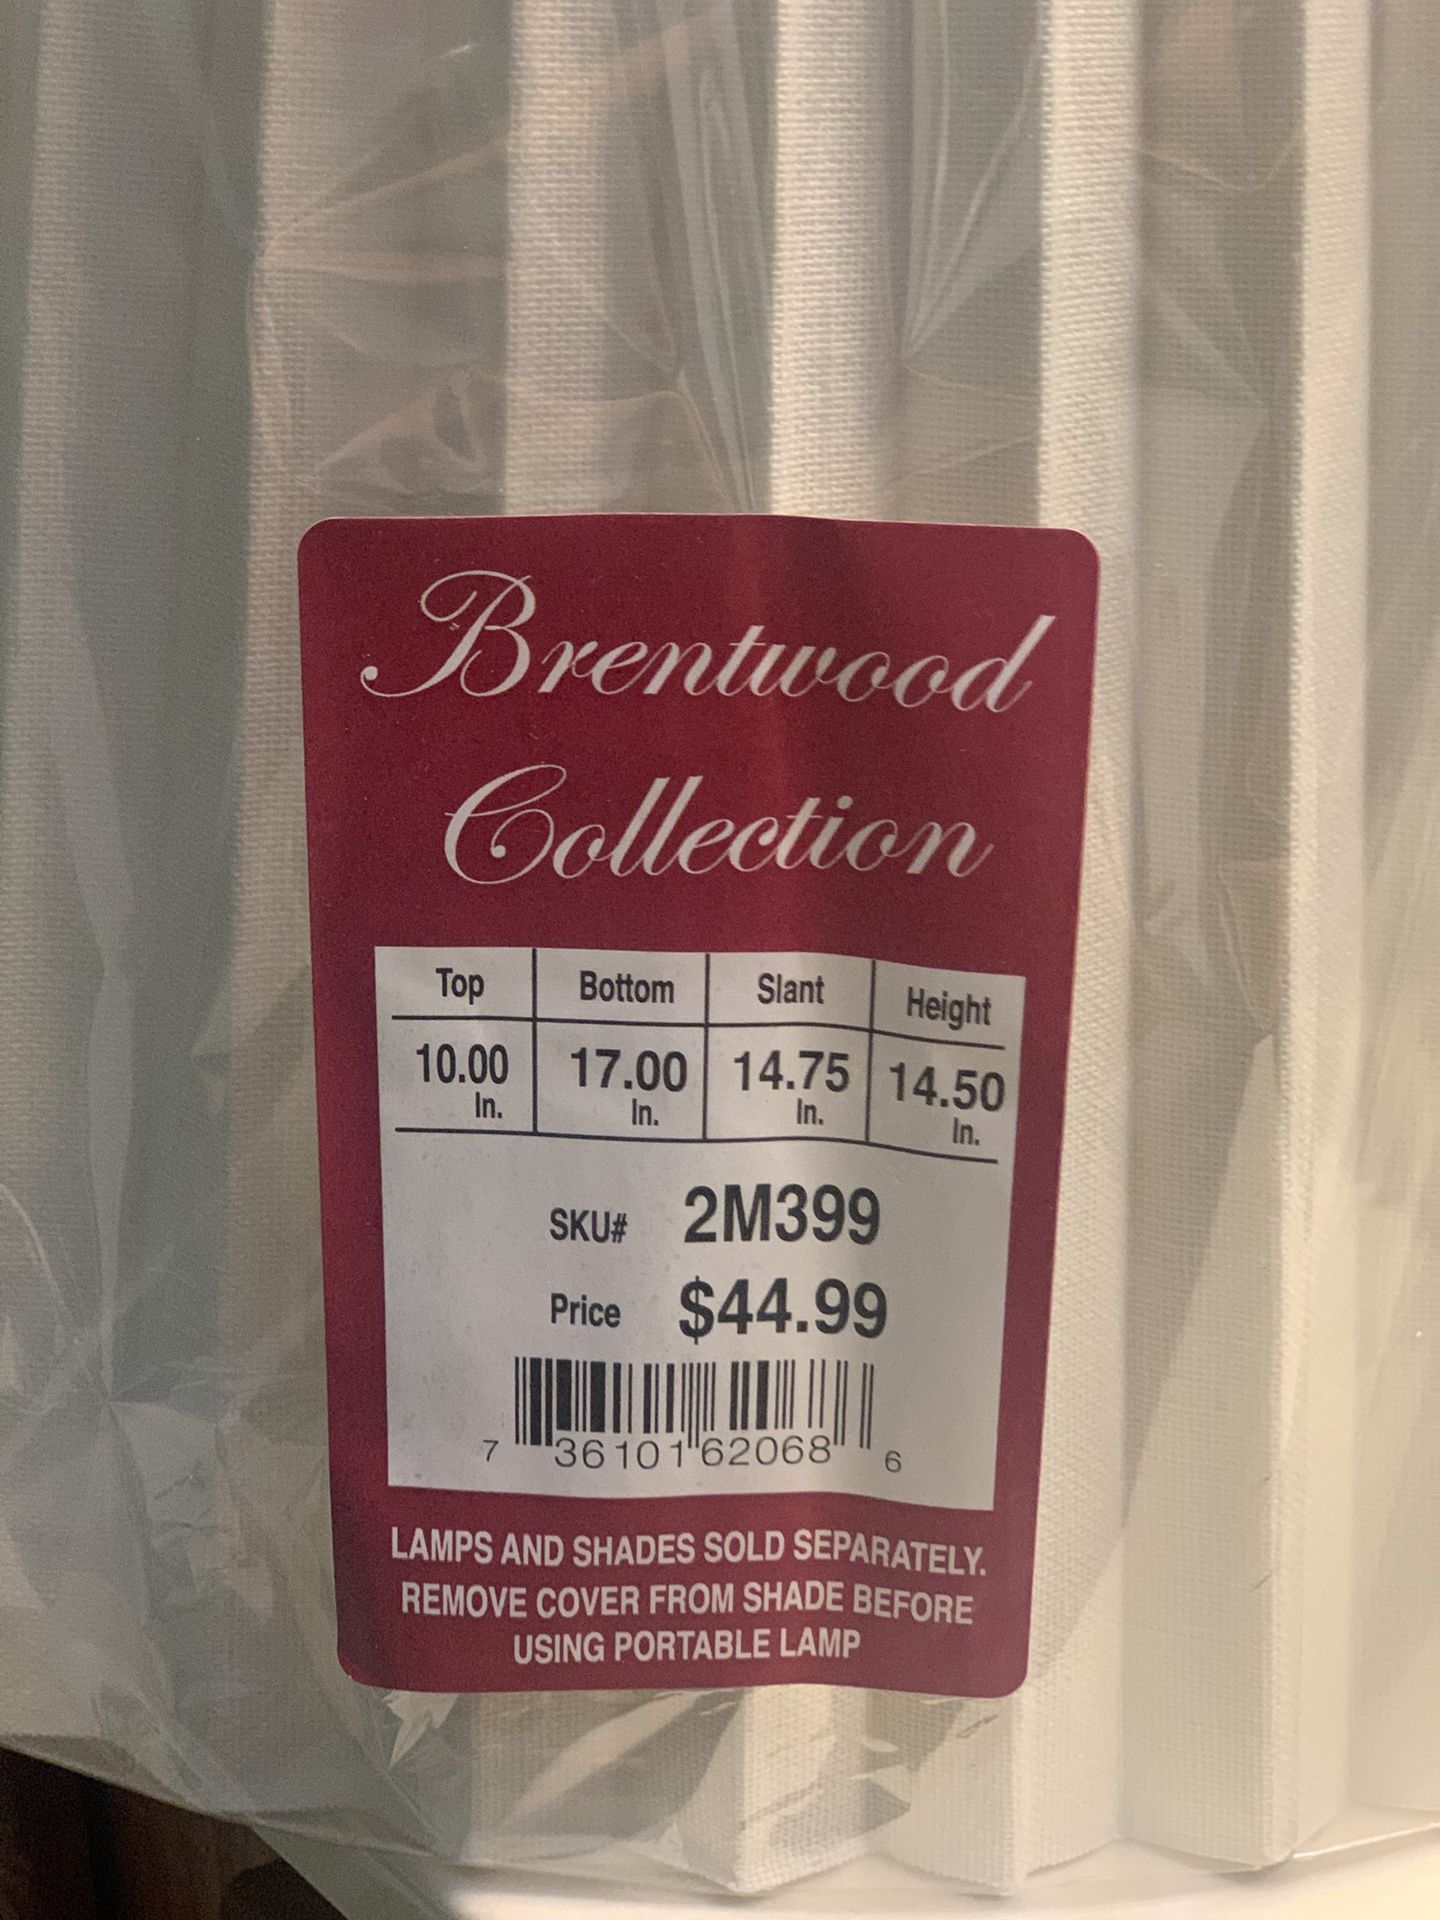 Brentwood
Collection
Top Bottom Slant Height
10.00 17.00 14.75 14.50
In. In. In. In.
SKU# 2M399
Price $44.99
7 36101 62068 6
LAMPS AND SHADES SOLD SEPARATELY.
REMOVE COVER FROM SHADE BEFORE
USING PORTABLE LAMP